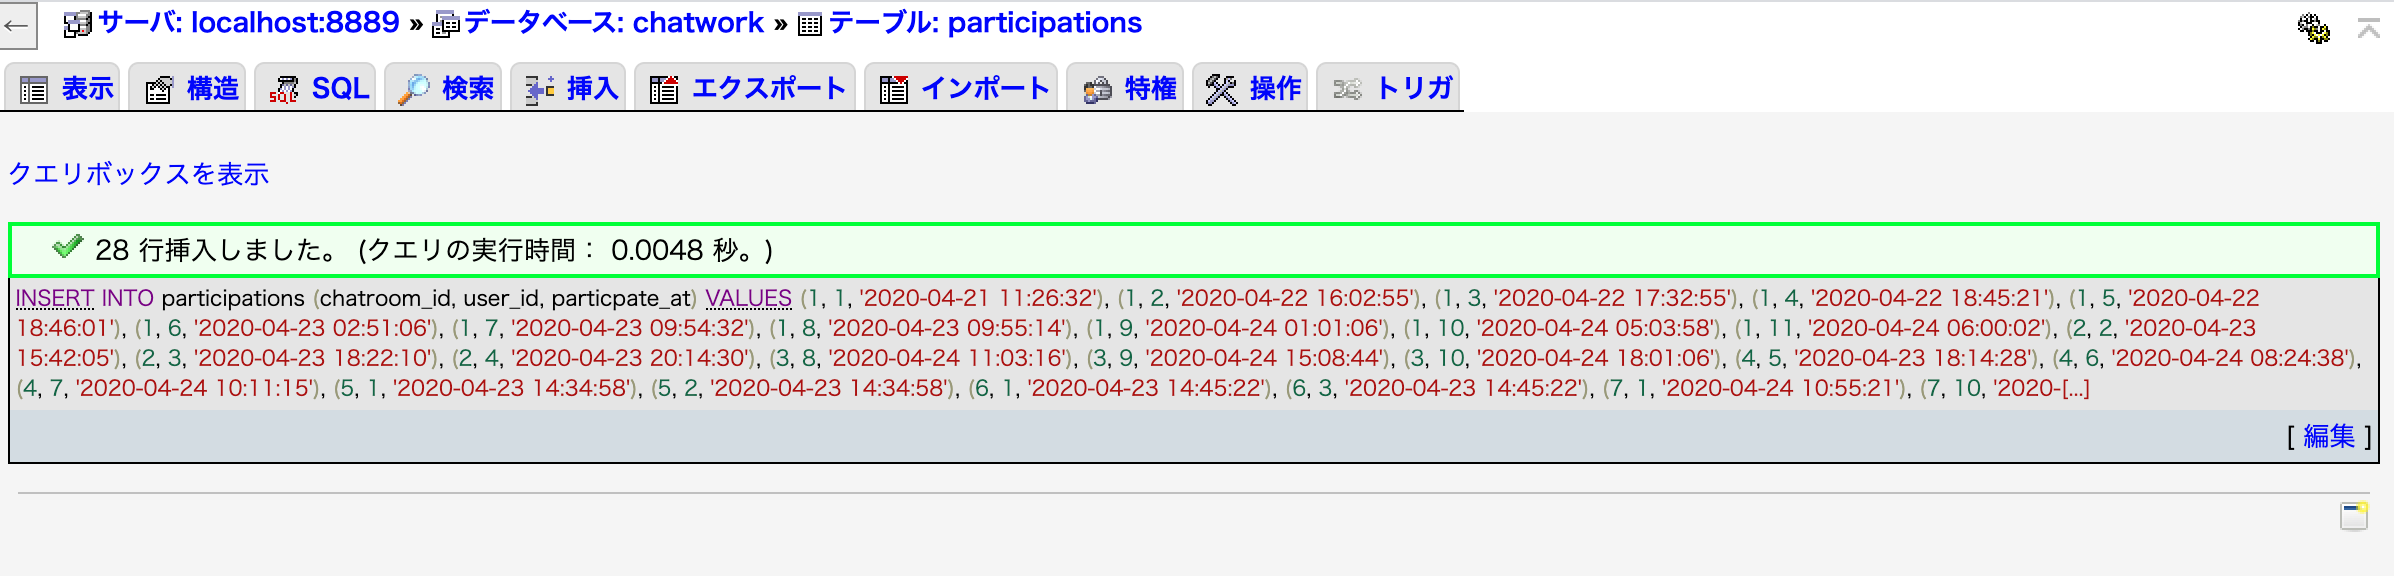 サーバ: localhost:8889 » データベース: chatwork » テーブル: participations
表示 構造 SQL 検索 挿入 エクスポート インポート 特権 操作 トリガ
クエリボックスを表示
28 行挿入しました。 (クエリの実行時間： 0.0048 秒。)
INSERT INTO participations (chatroom_id, user_id, particpate_at) VALUES (1, 1, '2020-04-21 11:26:32'), (1, 2, '2020-04-22 16:02:55'), (1, 3, '2020-04-22 17:32:55'), (1, 4, '2020-04-22 18:45:21'), (1, 5, '2020-04-22
18:46:01'), (1, 6, '2020-04-23 02:51:06'), (1, 7, '2020-04-23 09:54:32'), (1, 8, '2020-04-23 09:55:14'), (1, 9, '2020-04-24 01:01:06'), (1, 10, '2020-04-24 05:03:58'), (1, 11, '2020-04-24 06:00:02'), (2, 2, '2020-04-23
15:42:05'), (2, 3, '2020-04-23 18:22:10'), (2, 4, '2020-04-23 20:14:30'), (3, 8, '2020-04-24 11:03:16'), (3, 9, '2020-04-24 15:08:44'), (3, 10, '2020-04-24 18:01:06'), (4, 5, '2020-04-23 18:14:28'), (4, 6, '2020-04-24 08:24:38'),
(4, 7, '2020-04-24 10:11:15'), (5, 1, '2020-04-23 14:34:58'), (5, 2, '2020-04-23 14:34:58'), (6, 1, '2020-04-23 14:45:22'), (6, 3, '2020-04-23 14:45:22'), (7, 1, '2020-04-24 10:55:21'), (7, 10, '2020-[...]
[ 編集 ]